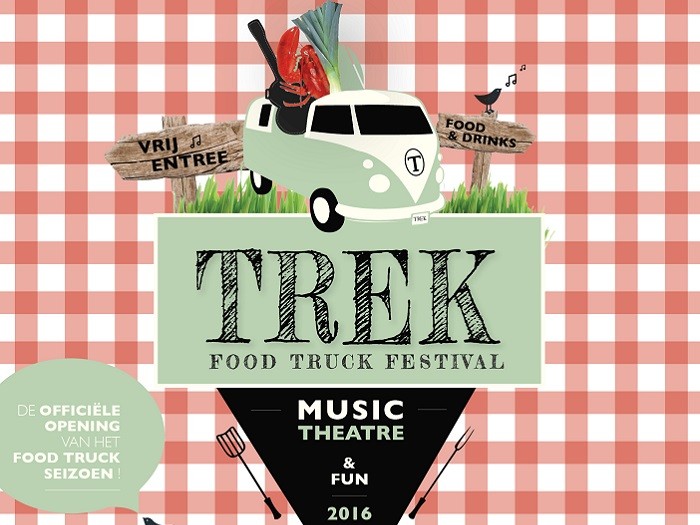 VRIJ
ENTREE
FOOD
& DRINKS
T
TREK
TREK
FOOD TRUCK FESTIVAL
MUSIC
THEATRE
&
FUN
2016
DE OFFICIËLE
OPENING
VAN HET
FOOD TRUCK
SEIZOEN!